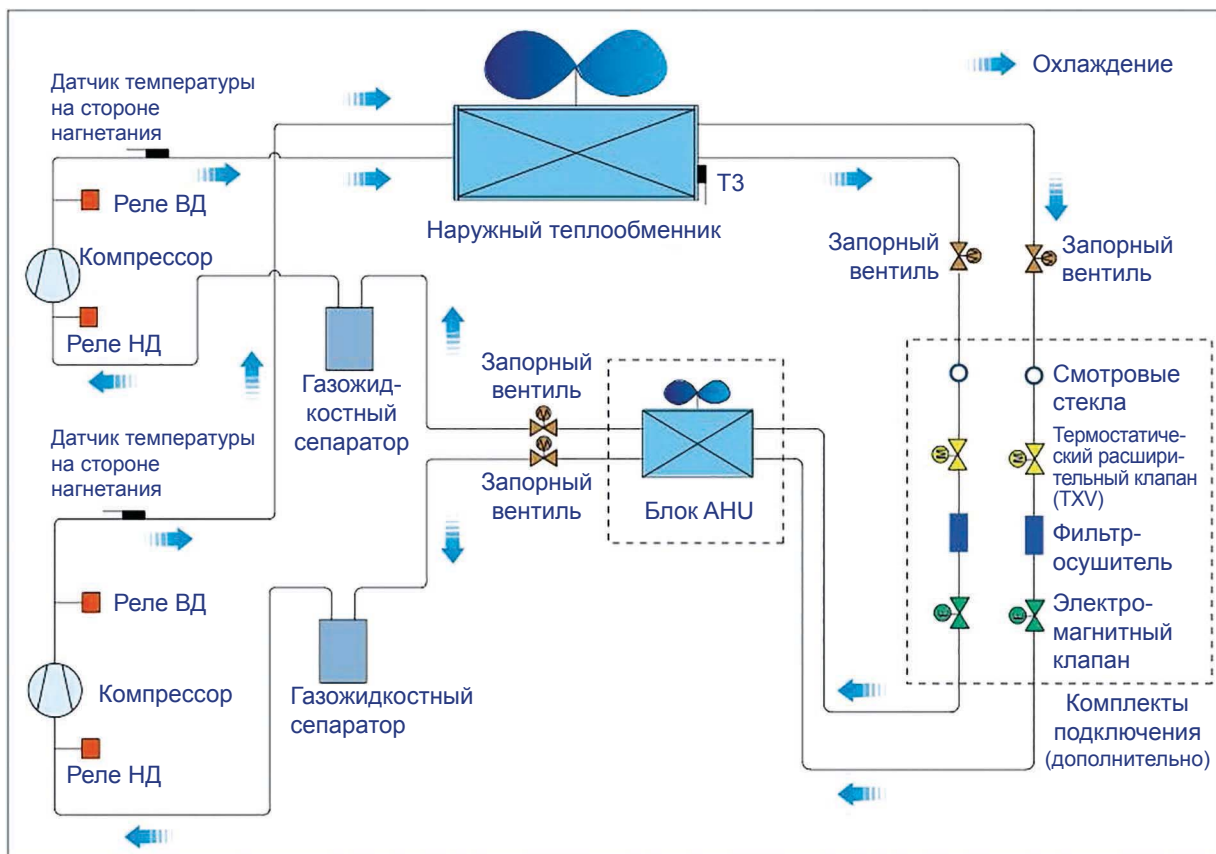 Датчик температуры
на стороне
нагнетания
Охлаждение
Реле ВД
T3
Наружный теплообменник
Компрессор
Запорный
вентиль
Запорный
вентиль
Реле НД
Газожид-
костный
сепаратор
Запорный
вентиль
Смотровые
стекла
Датчик температуры
на стороне
нагнетания
Запорный
вентиль
Блок AHU
Термостатиче-
ский расшири-
тельный клапан
(TXV)
Фильтр-
осушитель
Реле ВД
Электро-
магнитный
клапан
Компрессор
Газожидкостный
сепаратор
Комплекты
подключения
(дополнительно)
Реле НД